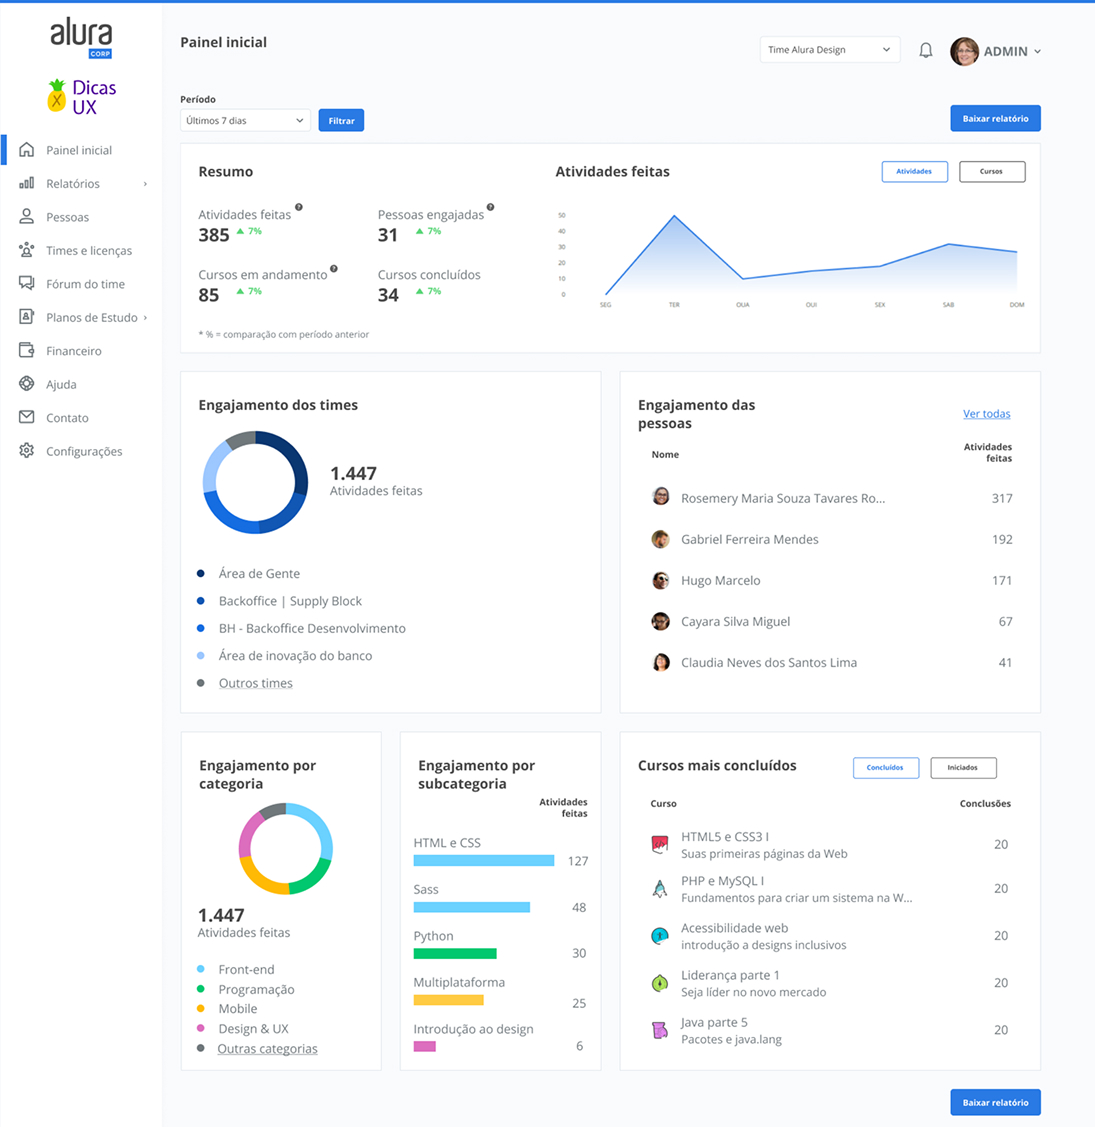 alura
CORP
Dicas
UX
Painel inicial
Relatórios
Pessoas
Times e licenças
Fórum do time
Planos de Estudo
Financeiro
Ajuda
Contato
Configurações
Painel inicial
Time Alura Design
ADMIN
Período
Últimos 7 dias
Filtrar
Baixar relatório
Resumo
Atividades feitas
385 7%
Pessoas engajadas
31 7%
Cursos em andamento
85 7%
Cursos concluídos
34 7%
* % = comparação com período anterior
Atividades feitas
Atividades
Cursos
50
40
30
20
10
0
SEG TER QUA QUI SEX SAB DOM
Engajamento dos times
1.447
Atividades feitas
Área de Gente
Backoffice | Supply Block
BH - Backoffice Desenvolvimento
Área de inovação do banco
Outros times
Engajamento das
pessoas
Ver todas
Nome
Atividades
feitas
Rosemery Maria Souza Tavares Ro... 317
Gabriel Ferreira Mendes 192
Hugo Marcelo 171
Cayara Silva Miguel 67
Claudia Neves dos Santos Lima 41
Engajamento por
categoria
1.447
Atividades feitas
Front-end
Programação
Mobile
Design & UX
Outras categorias
Engajamento por
subcategoria
Atividades
feitas
HTML e CSS
127
Sass
48
Python
30
Multiplataforma
25
Introdução ao design
6
Cursos mais concluídos
Concluídos
Iniciados
Curso Conclusões
HTML5 e CSS3 I
Suas primeiras páginas da Web
20
PHP e MySQL I
Fundamentos para criar um sistema na W...
20
Acessibilidade web
introdução a designs inclusivos
20
Liderança parte 1
Seja líder no novo mercado
20
Java parte 5
Pacotes e java.lang
20
Baixar relatório